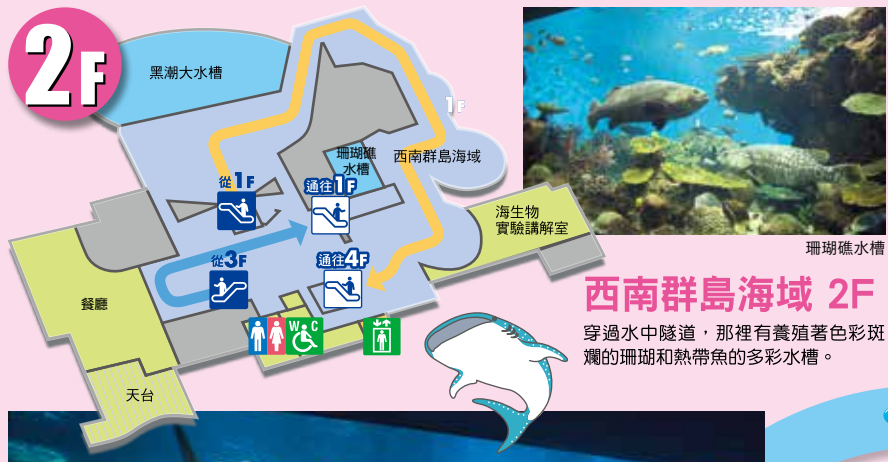 2F
黑潮大水槽
1F
珊瑚礁
水槽
西南群島海域
從1F
通往1F
海生物
實驗講解室
從3F
通往4F
餐廳
WC
天台
珊瑚礁水槽
西南群島海域 2F
穿過水中隧道，那裡有養殖著色彩斑
斕的珊瑚和熱帶魚的多彩水槽。